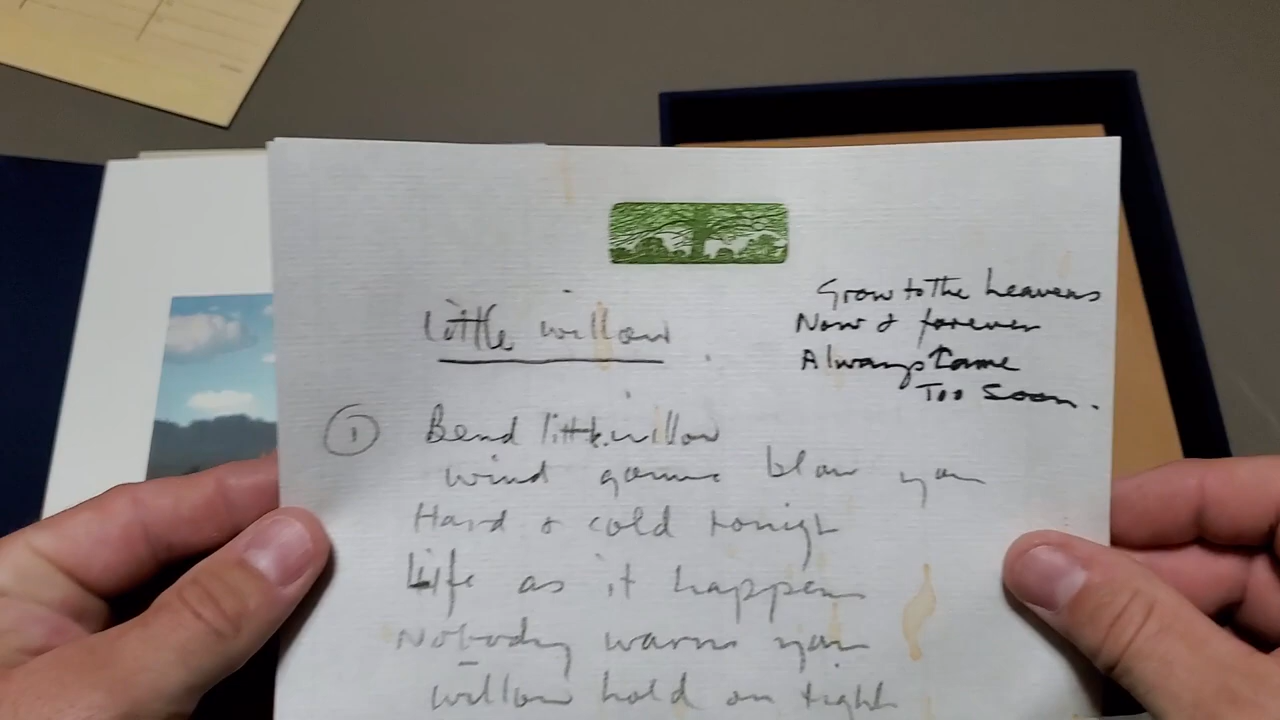 little willow
Grow to the heavens
Now & forever
Always came
Too Soon.
1 Bend little willow
wind gonna blow you
Hard & cold tonight
Life as it happens
Nobody warns you
willow hold on tight